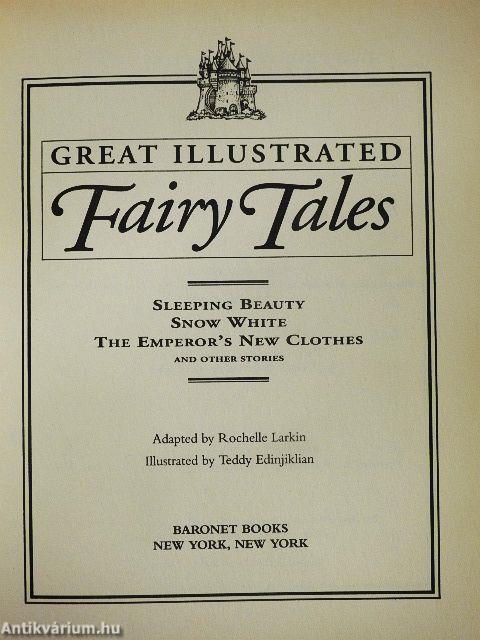 GREAT ILLUSTRATED
Fairy Tales
SLEEPING BEAUTY
SNOW WHITE
THE EMPEROR'S NEW CLOTHES
AND OTHER STORIES
Adapted by Rochelle Larkin
Illustrated by Teddy Edinjiklian
BARONET BOOKS
NEW YORK, NEW YORK
Antikvárium.hu